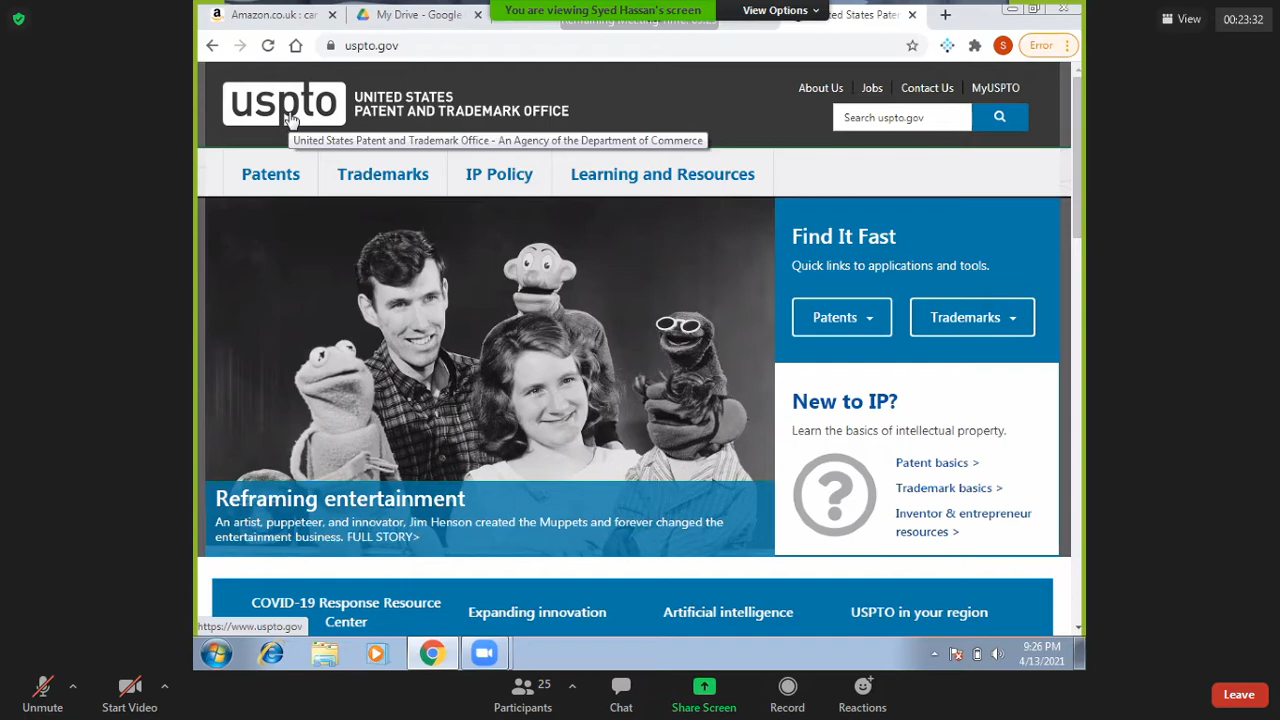 You are viewing Syed Hassan's screen
View Options
View
00:23:32
Amazon.co.uk : car
My Drive - Google
Remaining Meeting Time:
States Pater
uspto.gov
S
Error
uspto
UNITED STATES
PATENT AND TRADEMARK OFFICE
About Us
Jobs
Contact Us
MyUSPTO
Search uspto.gov
United States Patent and Trademark Office - An Agency of the Department of Commerce
Patents
Trademarks
IP Policy
Learning and Resources
Find It Fast
Quick links to applications and tools.
Patents
Trademarks
New to IP?
Learn the basics of intellectual property.
Patent basics >
Trademark basics >
Inventor & entrepreneur
resources >
Reframing entertainment
An artist, puppeteer, and innovator, Jim Henson created the Muppets and forever changed the
entertainment business. FULL STORY>
COVID-19 Response Resource
Center
Expanding innovation
Artificial intelligence
USPTO in your region
https://www.uspto.gov
9:26 PM
4/13/2021
Unmute
Start Video
25
Participants
Chat
Share Screen
Record
Reactions
Leave